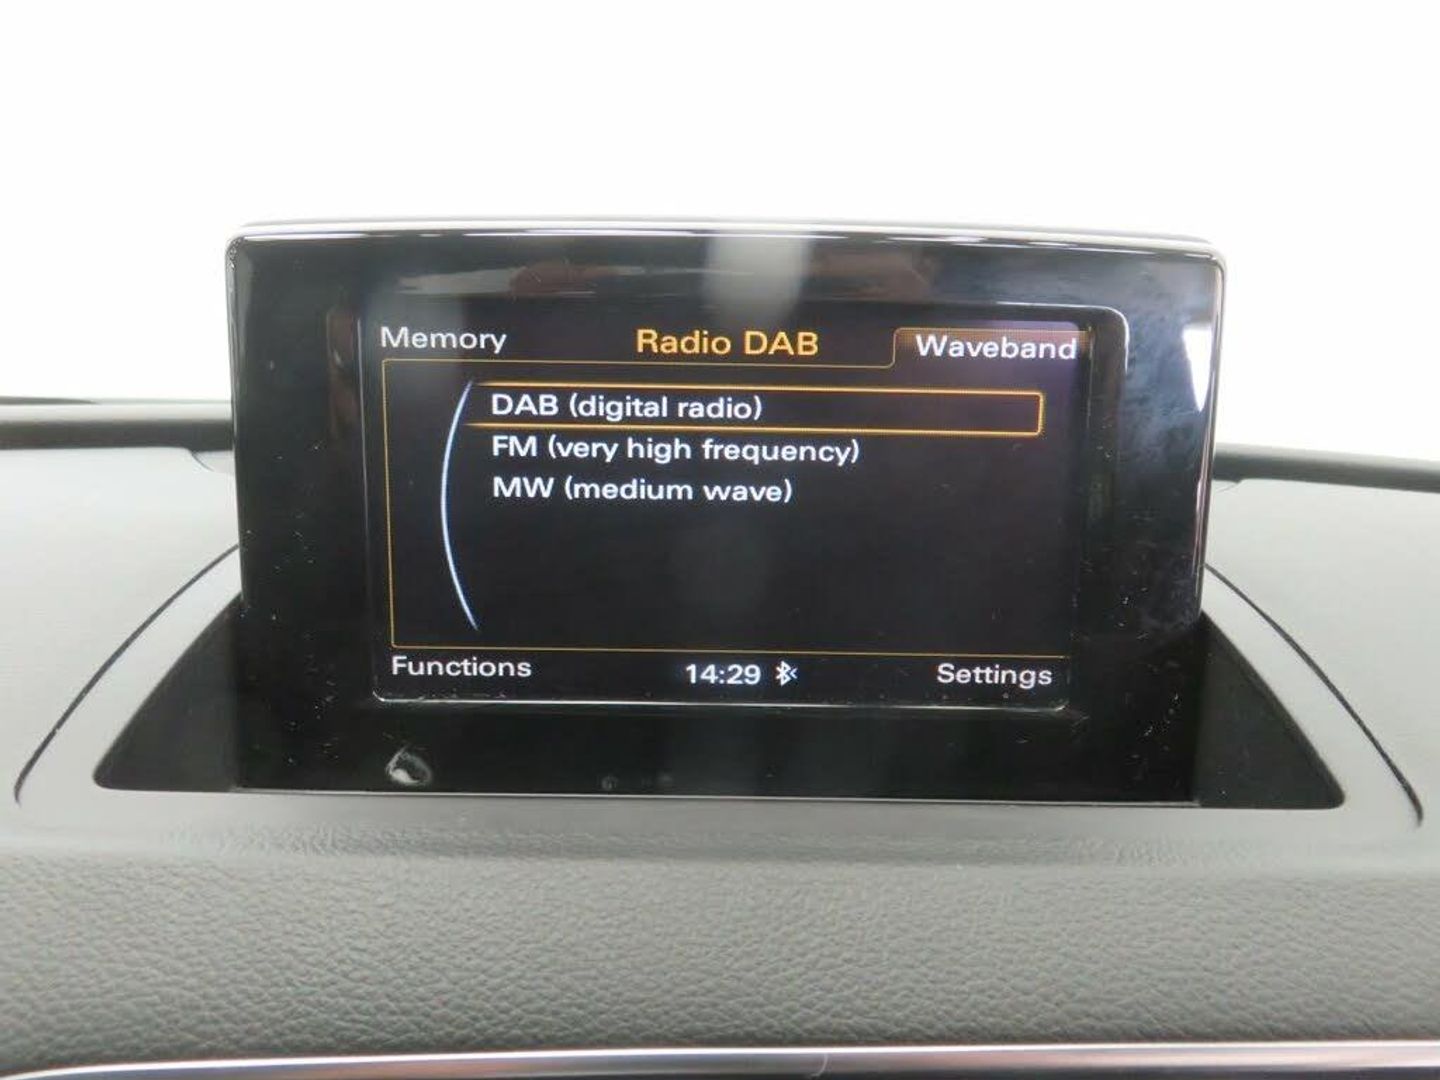 Memory Radio DAB Waveband
DAB (digital radio)
FM (very high frequency)
MW (medium wave)
Functions 14:29 Settings